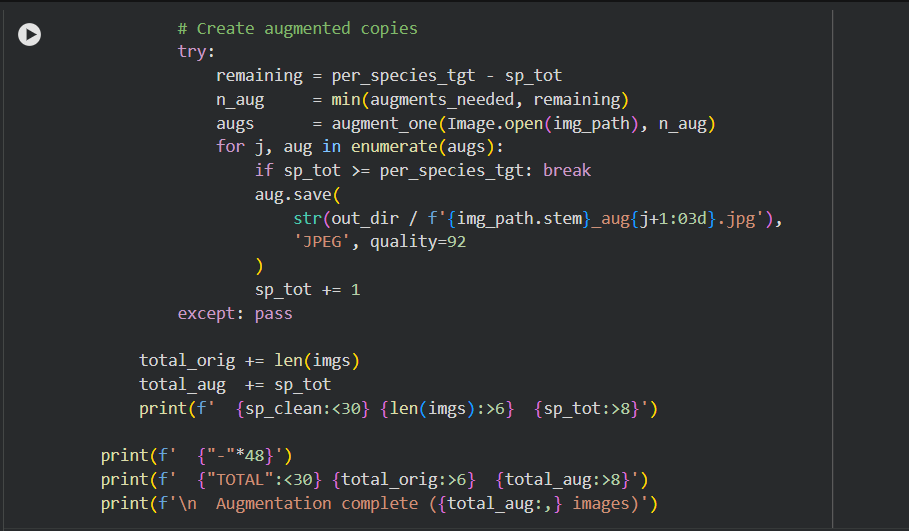 # Create augmented copies
try:
    remaining = per_species_tgt - sp_tot
    n_aug     = min(augments_needed, remaining)
    augs      = augment_one(Image.open(img_path), n_aug)
    for j, aug in enumerate(augs):
        if sp_tot >= per_species_tgt: break
        aug.save(
            str(out_dir / f'{img_path.stem}_aug{j+1:03d}.jpg'),
            'JPEG', quality=92
        )
        sp_tot += 1
except: pass
total_orig += len(imgs)
total_aug  += sp_tot
print(f'  {sp_clean:<30} {len(imgs):>6}  {sp_tot:>8}')
print(f'  {"-"*48}')
print(f'  {"TOTAL":<30} {total_orig:>6}  {total_aug:>8}')
print(f'\n  Augmentation complete ({total_aug:,} images)')